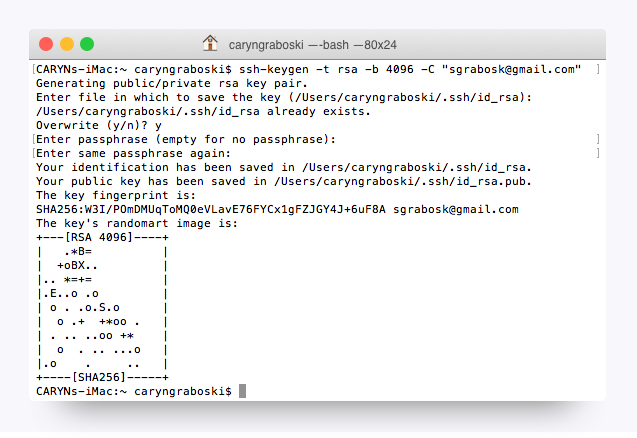 caryngraboski — -bash — 80×24
[CARYNs-iMac:~ caryngraboski$ ssh-keygen -t rsa -b 4096 -C "sgrabosk@gmail.com" ]
Generating public/private rsa key pair.
Enter file in which to save the key (/Users/caryngraboski/.ssh/id_rsa):
/Users/caryngraboski/.ssh/id_rsa already exists.
Overwrite (y/n)? y
[Enter passphrase (empty for no passphrase): ]
[Enter same passphrase again: ]
Your identification has been saved in /Users/caryngraboski/.ssh/id_rsa.
Your public key has been saved in /Users/caryngraboski/.ssh/id_rsa.pub.
The key fingerprint is:
SHA256:W3I/POmDMUqToMQ0eVLavE76FYCx1gFZJGY4J+6uF8A sgrabosk@gmail.com
The key's randomart image is:
+---[RSA 4096]----+
|   .*B=          |
|  +oBX..         |
|.. *=+=          |
|.E..o .o         |
| o . .o.S.o      |
|  o .+  +*oo .   |
| . .. ..oo +*    |
|  o  . .. ...o   |
|.o    .     ..   |
+----[SHA256]-----+
CARYNs-iMac:~ caryngraboski$